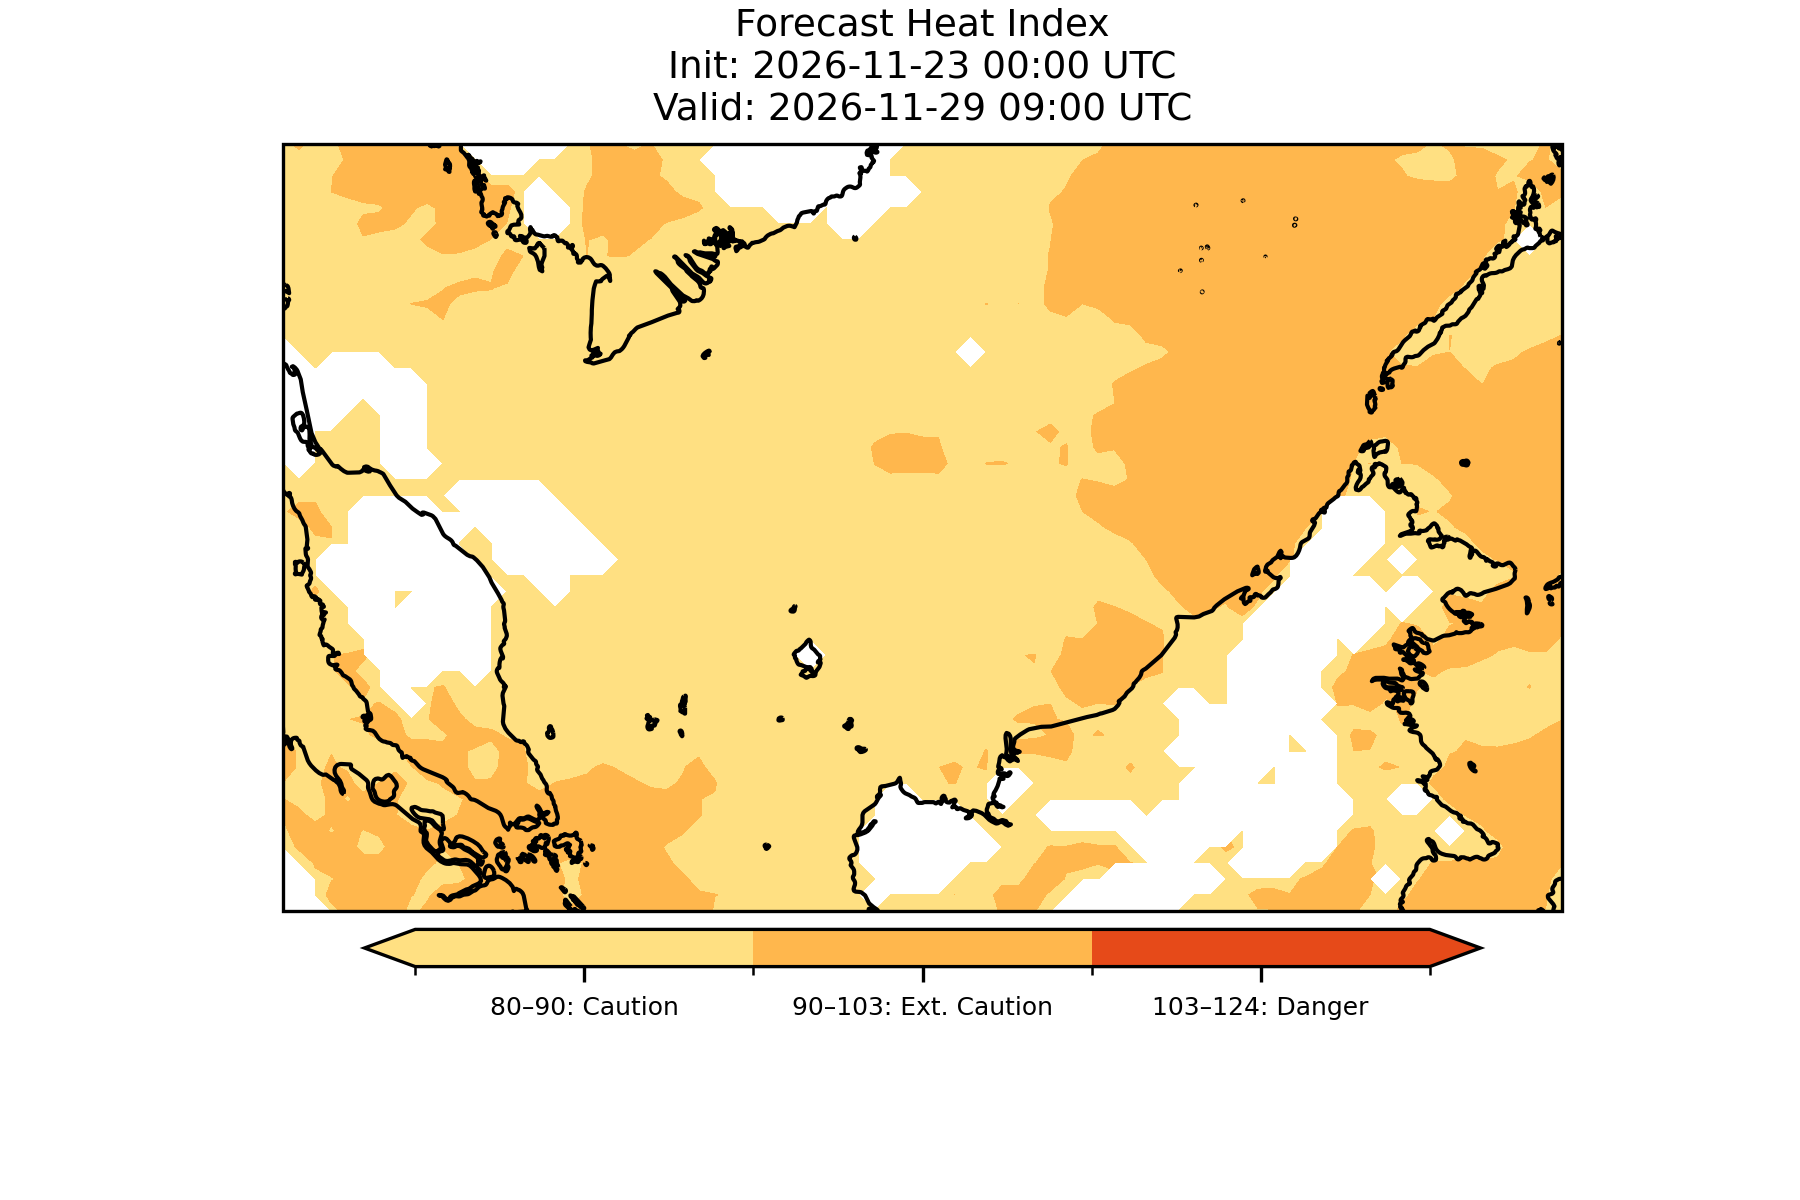 Forecast Heat Index
Init: 2026-11-23 00:00 UTC
Valid: 2026-11-29 09:00 UTC
80–90: Caution
90–103: Ext. Caution
103–124: Danger